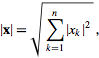 |𝐱| = √(∑_{k=1}^{n} |x_k|²) ,